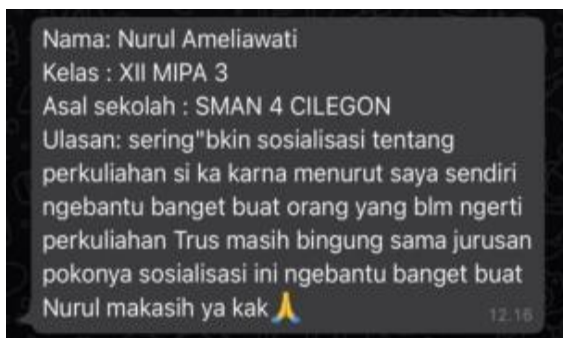 Nama: Nurul Ameliawati
Kelas : XII MIPA 3
Asal sekolah : SMAN 4 CILEGON
Ulasan: sering"bkin sosialisasi tentang
perkuliahan si ka karna menurut saya sendiri
ngebantu banget buat orang yang blm ngerti
perkuliahan Trus masih bingung sama jurusan
pokonya sosialisasi ini ngebantu banget buat
Nurul makasih ya kak🙏
12.16